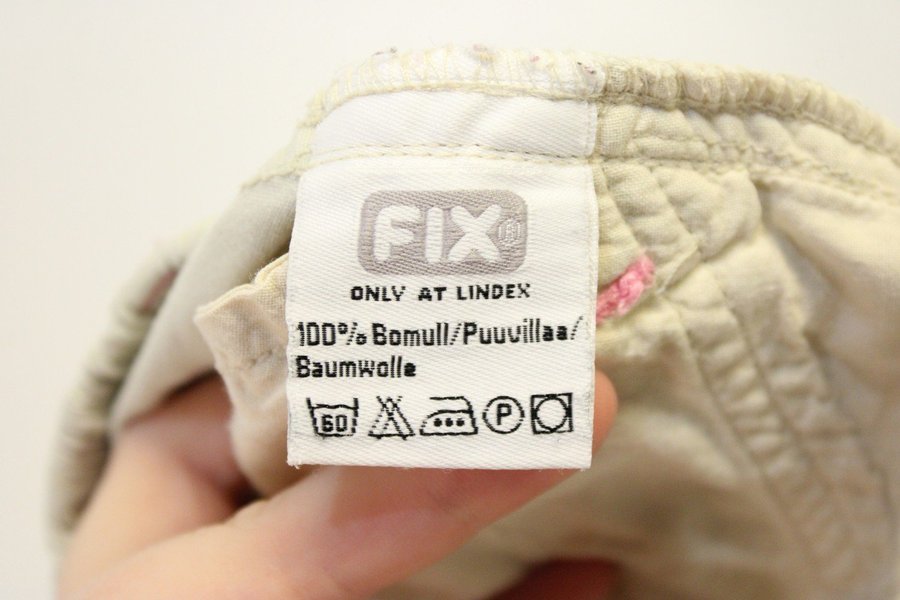 FIX®
ONLY AT LINDEX
100% Bomull/Puuvillaa/
Baumwolle
60 P